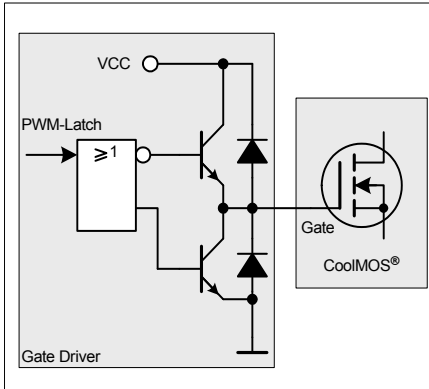 VCC
PWM-Latch
≥1
Gate
CoolMOS®
Gate Driver